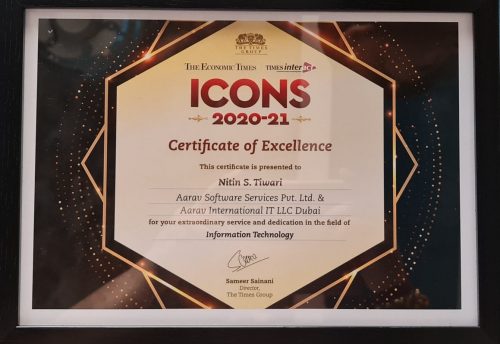 THE TIMES
GROUP
THE ECONOMIC TIMES TIMES interact
ICONS
2020-21
Certificate of Excellence
This certificate is presented to
Nitin S. Tiwari
Aarav Software Services Pvt. Ltd. &
Aarav International IT LLC Dubai
for your extraordinary service and dedication in the field of
Information Technology
Sameer Sainani
Director,
The Times Group